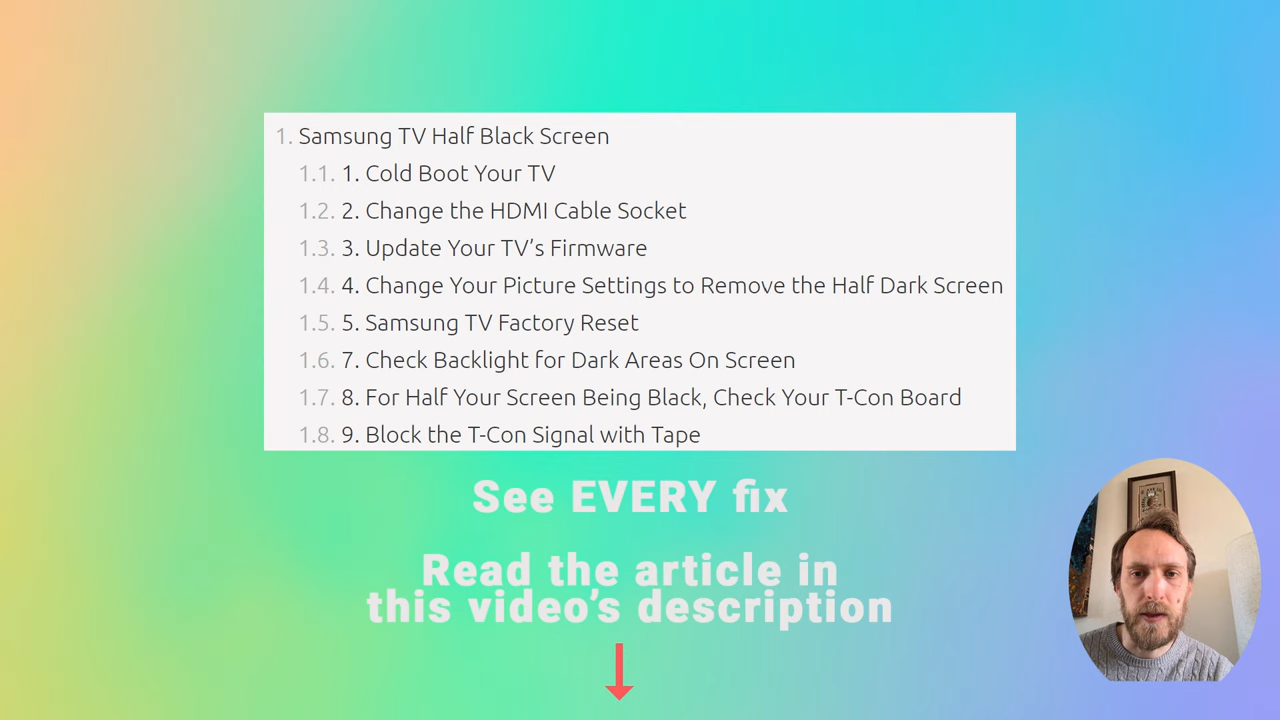 1. Samsung TV Half Black Screen
1.1. 1. Cold Boot Your TV
1.2. 2. Change the HDMI Cable Socket
1.3. 3. Update Your TV’s Firmware
1.4. 4. Change Your Picture Settings to Remove the Half Dark Screen
1.5. 5. Samsung TV Factory Reset
1.6. 7. Check Backlight for Dark Areas On Screen
1.7. 8. For Half Your Screen Being Black, Check Your T-Con Board
1.8. 9. Block the T-Con Signal with Tape
See EVERY fix
Read the article in
this video’s description